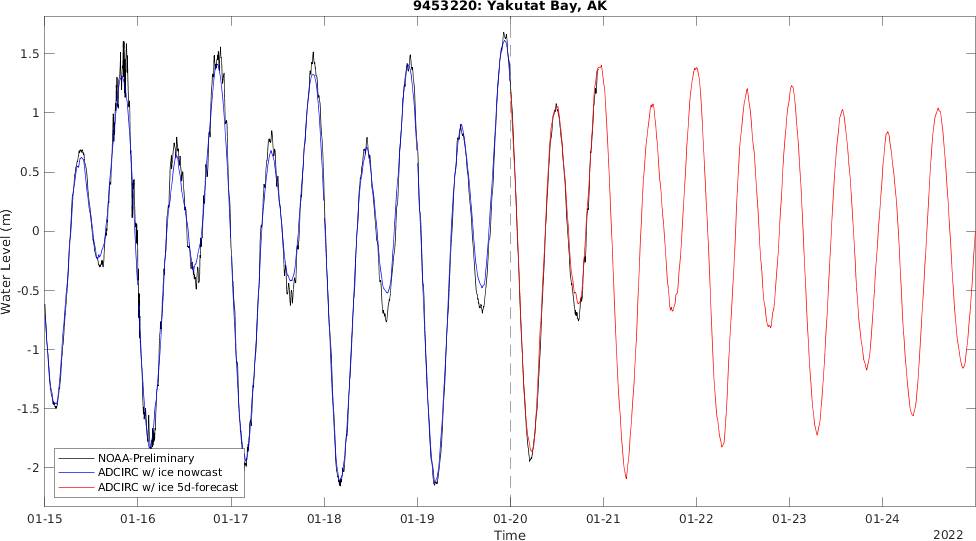 9453220: Yakutat Bay, AK
Water Level (m)
1.5
1
0.5
0
-0.5
-1
-1.5
-2
NOAA-Preliminary
ADCIRC w/ ice nowcast
ADCIRC w/ ice 5d-forecast
01-15 01-16 01-17 01-18 01-19 01-20 01-21 01-22 01-23 01-24
Time
2022